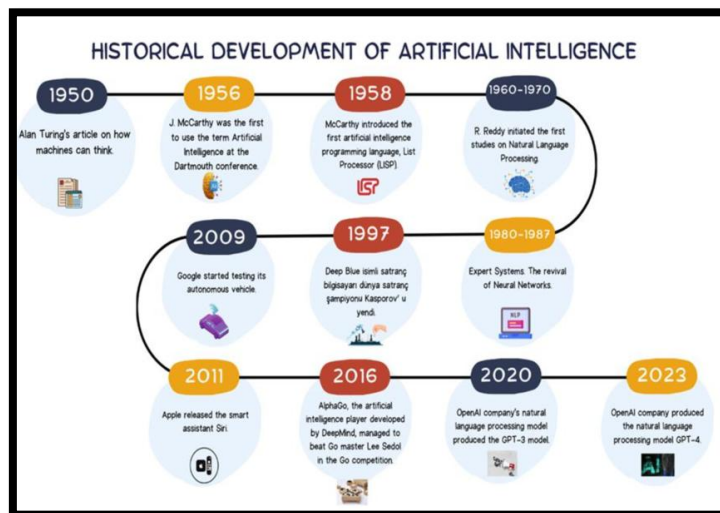 HISTORICAL DEVELOPMENT OF ARTIFICIAL INTELLIGENCE
1950
Alan Turing's article on how
machines can think.
1956
J. McCarthy was the first
to use the term Artificial
Intelligence at the
Dartmouth conference.
1958
McCarthy introduced the
first artificial intelligence
programming language, List
Processor (LISP).
LISP
1960-1970
R. Reddy initiated the first
studies on Natural Language
Processing.
1980-1987
Expert Systems. The revival
of Neural Networks.
NLP
1997
Deep Blue isimli satranç
bilgisayarı dünya satranç
şampiyonu Kasporov' u
yendi.
2009
Google started testing its
autonomous vehicle.
2011
Apple released the smart
assistant Siri.
2016
AlphaGo, the artificial
intelligence player developed
by DeepMind, managed to
beat Go master Lee Sedol
in the Go competition.
2020
OpenAI company's natural
language processing model
produced the GPT-3 model.
2023
OpenAI company produced
the natural language
processing model GPT-4.
AI